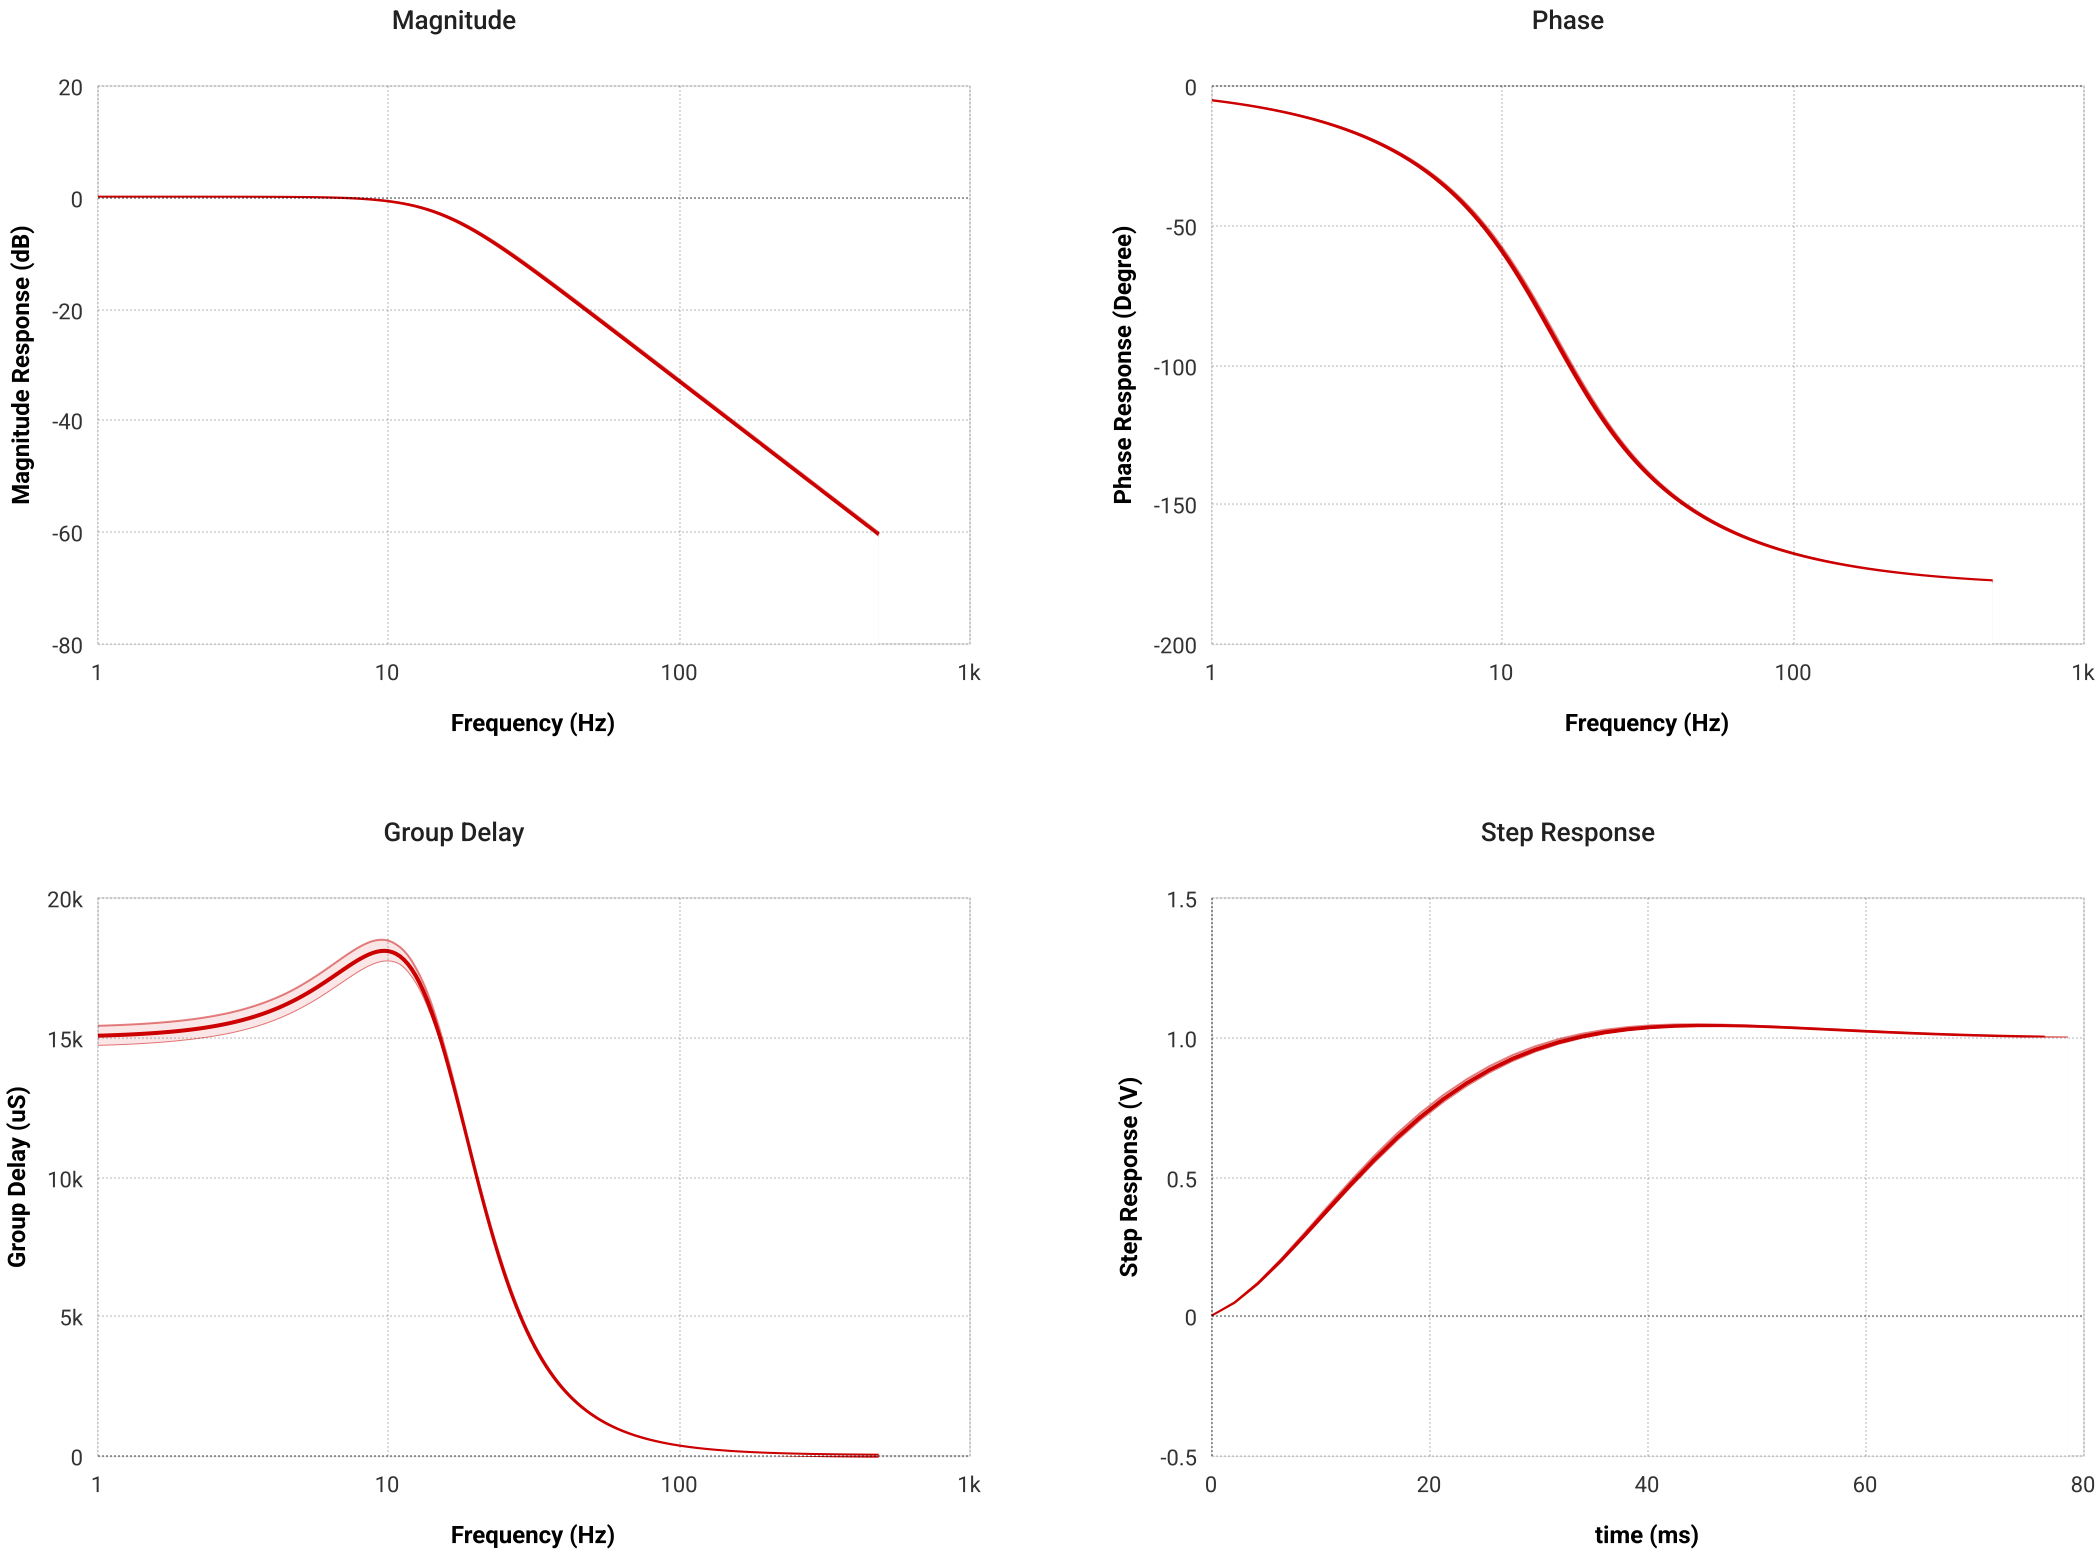 Magnitude
20
0
-20
-40
-60
-80
1
10
100
1k
Magnitude Response (dB)
Frequency (Hz)
Phase
0
-50
-100
-150
-200
1
10
100
1k
Phase Response (Degree)
Frequency (Hz)
Group Delay
20k
15k
10k
5k
0
1
10
100
1k
Group Delay (uS)
Frequency (Hz)
Step Response
1.5
1.0
0.5
0
-0.5
0
20
40
60
80
Step Response (V)
time (ms)